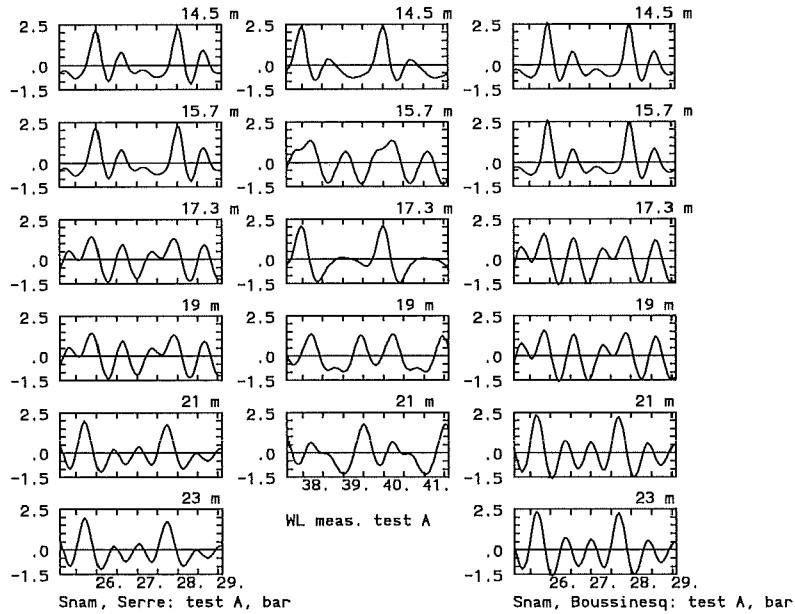 14.5 m 14.5 m 14.5 m
2.5 2.5 2.5
.0 .0 .0
-1.5 -1.5 -1.5
15.7 m 15.7 m 15.7 m
2.5 2.5 2.5
.0 .0 .0
-1.5 -1.5 -1.5
17.3 m 17.3 m 17.3 m
2.5 2.5 2.5
.0 .0 .0
-1.5 -1.5 -1.5
19 m 19 m 19 m
2.5 2.5 2.5
.0 .0 .0
-1.5 -1.5 -1.5
21 m 21 m 21 m
2.5 2.5 2.5
.0 .0 .0
-1.5 -1.5 -1.5
38. 39. 40. 41.
23 m 23 m
WL meas. test A
2.5 2.5
.0 .0
-1.5 -1.5
26. 27. 28. 29. 26. 27. 28. 29.
Snam, Serre: test A, bar Snam, Boussinesq: test A, bar